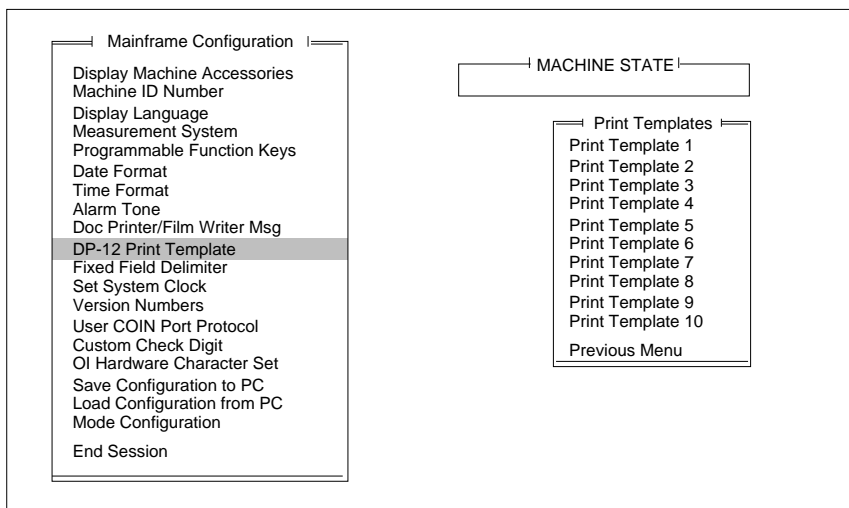 Mainframe Configuration
Display Machine Accessories
Machine ID Number
Display Language
Measurement System
Programmable Function Keys
Date Format
Time Format
Alarm Tone
Doc Printer/Film Writer Msg
DP-12 Print Template
Fixed Field Delimiter
Set System Clock
Version Numbers
User COIN Port Protocol
Custom Check Digit
OI Hardware Character Set
Save Configuration to PC
Load Configuration from PC
Mode Configuration
End Session
MACHINE STATE
Print Templates
Print Template 1
Print Template 2
Print Template 3
Print Template 4
Print Template 5
Print Template 6
Print Template 7
Print Template 8
Print Template 9
Print Template 10
Previous Menu